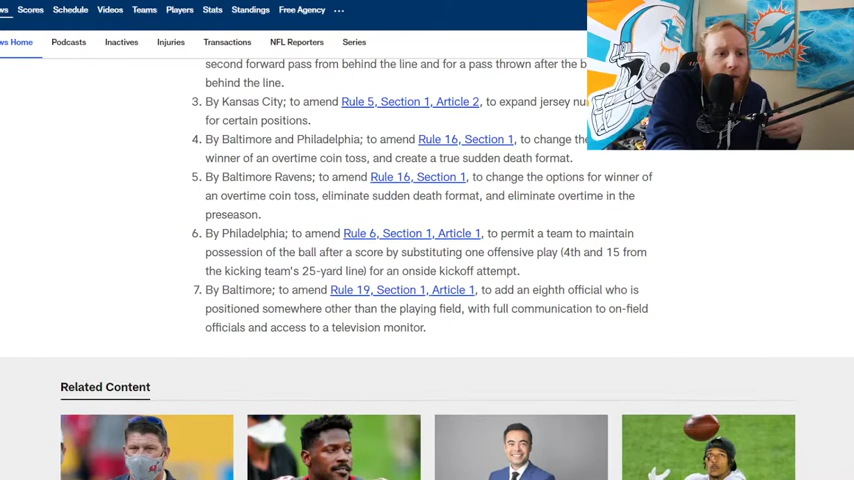 ws Scores Schedule Videos Teams Players Stats Standings Free Agency ...
ws Home Podcasts Inactives Injuries Transactions NFL Reporters Series
second forward pass from behind the line and for a pass thrown after the b
behind the line.
3. By Kansas City; to amend Rule 5, Section 1, Article 2, to expand jersey nu
for certain positions.
4. By Baltimore and Philadelphia; to amend Rule 16, Section 1, to change the
winner of an overtime coin toss, and create a true sudden death format.
5. By Baltimore Ravens; to amend Rule 16, Section 1, to change the options for winner of
an overtime coin toss, eliminate sudden death format, and eliminate overtime in the
preseason.
6. By Philadelphia; to amend Rule 6, Section 1, Article 1, to permit a team to maintain
possession of the ball after a score by substituting one offensive play (4th and 15 from
the kicking team's 25-yard line) for an onside kickoff attempt.
7. By Baltimore; to amend Rule 19, Section 1, Article 1, to add an eighth official who is
positioned somewhere other than the playing field, with full communication to on-field
officials and access to a television monitor.
Related Content